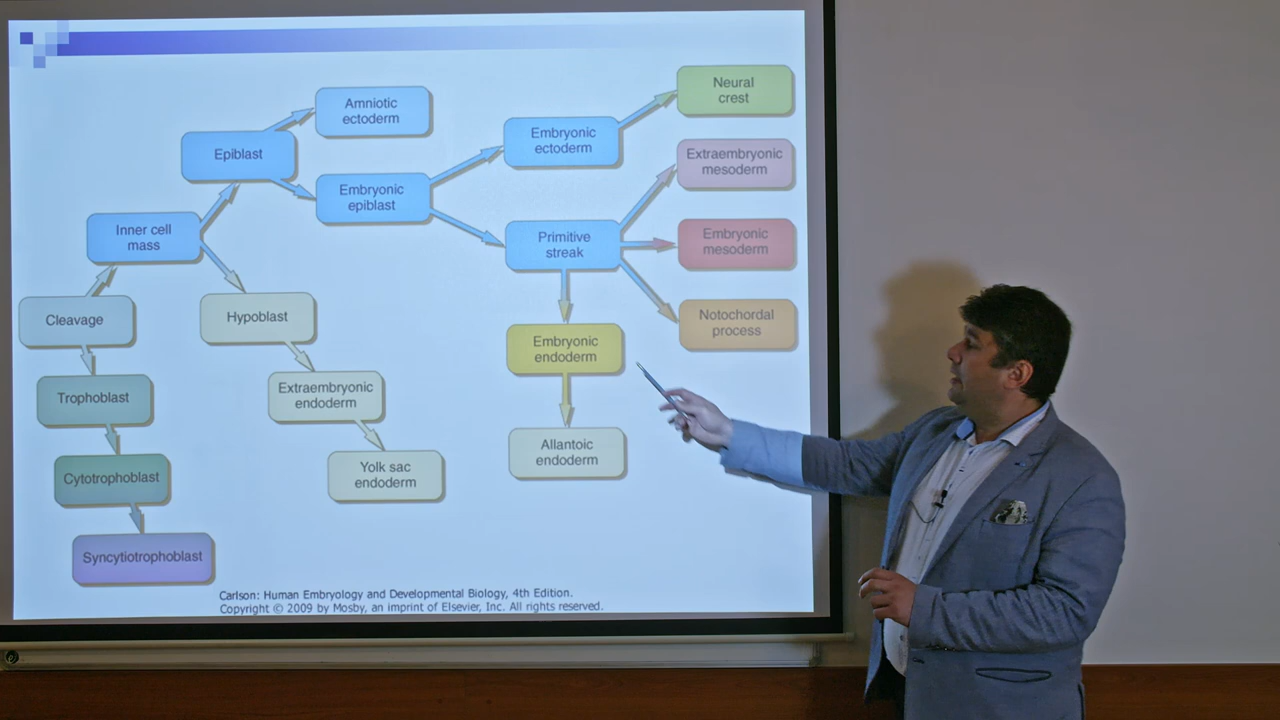 Neural
crest
Amniotic
ectoderm
Embryonic
ectoderm
Epiblast
Extraembryonic
mesoderm
Embryonic
epiblast
Inner cell
mass
Primitive
streak
Embryonic
mesoderm
Cleavage
Hypoblast
Notochordal
process
Embryonic
endoderm
Trophoblast
Extraembryonic
endoderm
Allantoic
endoderm
Cytotrophoblast
Yolk sac
endoderm
Syncytiotrophoblast
Carlson: Human Embryology and Developmental Biology, 4th Edition.
Copyright © 2009 by Mosby, an imprint of Elsevier, Inc. All rights reserved.